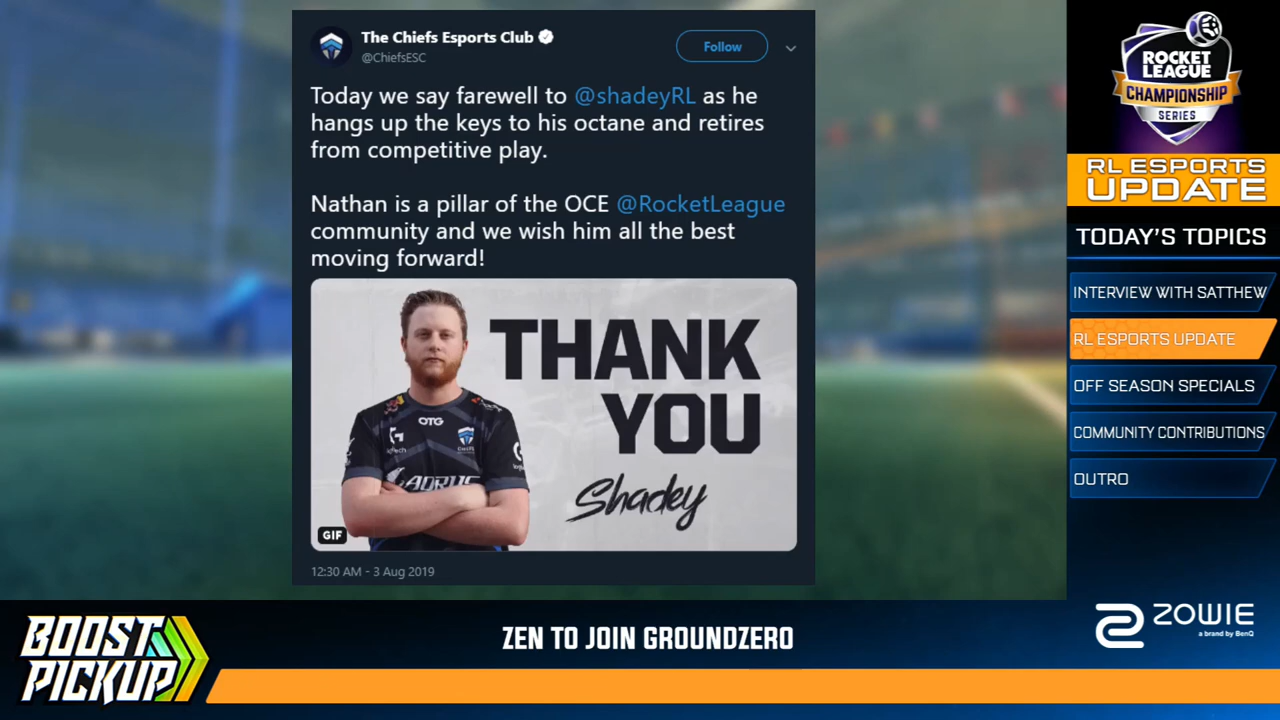 The Chiefs Esports Club
@ChiefsESC
Follow
Today we say farewell to @shadeyRL as he
hangs up the keys to his octane and retires
from competitive play.
Nathan is a pillar of the OCE @RocketLeague
community and we wish him all the best
moving forward!
THANK
YOU
Shadey
OTG
AORUS
GIF
12:30 AM - 3 Aug 2019
ROCKET
LEAGUE
CHAMPIONSHIP
SERIES
RL ESPORTS
UPDATE
TODAY'S TOPICS
INTERVIEW WITH SATTHEW
RL ESPORTS UPDATE
OFF SEASON SPECIALS
COMMUNITY CONTRIBUTIONS
OUTRO
BOOST
PICKUP
ZEN TO JOIN GROUNDZERO
ZOWIE
a brand by BenQ